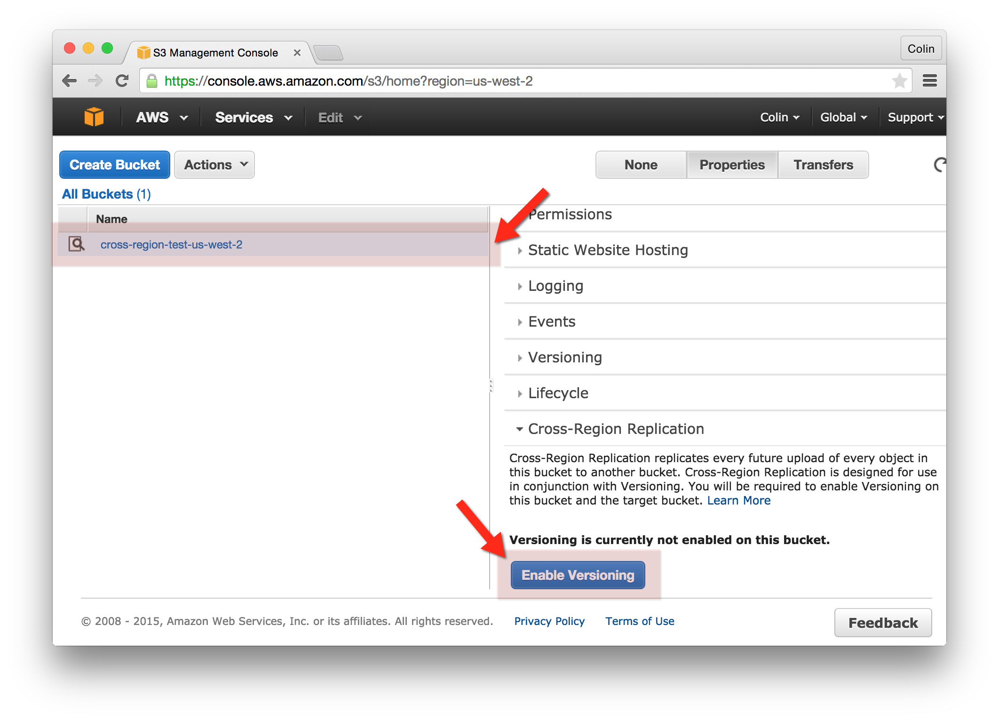 S3 Management Console
Colin
https://console.aws.amazon.com/s3/home?region=us-west-2
AWS Services Edit Colin Global Support
Create Bucket Actions None Properties Transfers
All Buckets (1)
Name
cross-region-test-us-west-2
Permissions
Static Website Hosting
Logging
Events
Versioning
Lifecycle
Cross-Region Replication
Cross-Region Replication replicates every future upload of every object in
this bucket to another bucket. Cross-Region Replication is designed for use
in conjunction with Versioning. You will be required to enable Versioning on
this bucket and the target bucket. Learn More
Versioning is currently not enabled on this bucket.
Enable Versioning
© 2008 - 2015, Amazon Web Services, Inc. or its affiliates. All rights reserved. Privacy Policy Terms of Use
Feedback